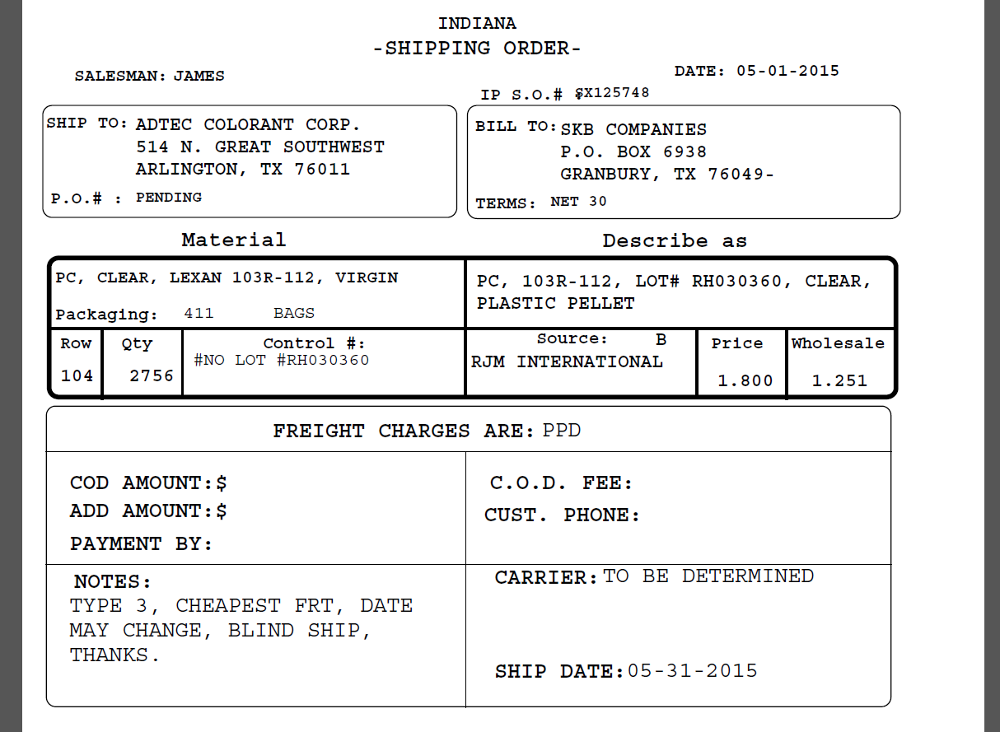 INDIANA
-SHIPPING ORDER-
SALESMAN: JAMES
DATE: 05-01-2015
IP S.O.# SX125748
SHIP TO: ADTEC COLORANT CORP.
514 N. GREAT SOUTHWEST
ARLINGTON, TX 76011
P.O.# : PENDING
BILL TO: SKB COMPANIES
P.O. BOX 6938
GRANBURY, TX 76049-
TERMS: NET 30
Material
Describe as
PC, CLEAR, LEXAN 103R-112, VIRGIN
Packaging: 411 BAGS
PC, 103R-112, LOT# RH030360, CLEAR,
PLASTIC PELLET
Row Qty Control #: Source: B Price Wholesale
#NO LOT #RH030360 RJM INTERNATIONAL
104 2756 1.800 1.251
FREIGHT CHARGES ARE: PPD
COD AMOUNT:$
ADD AMOUNT:$
PAYMENT BY:
C.O.D. FEE:
CUST. PHONE:
NOTES:
TYPE 3, CHEAPEST FRT, DATE
MAY CHANGE, BLIND SHIP,
THANKS.
CARRIER: TO BE DETERMINED
SHIP DATE: 05-31-2015